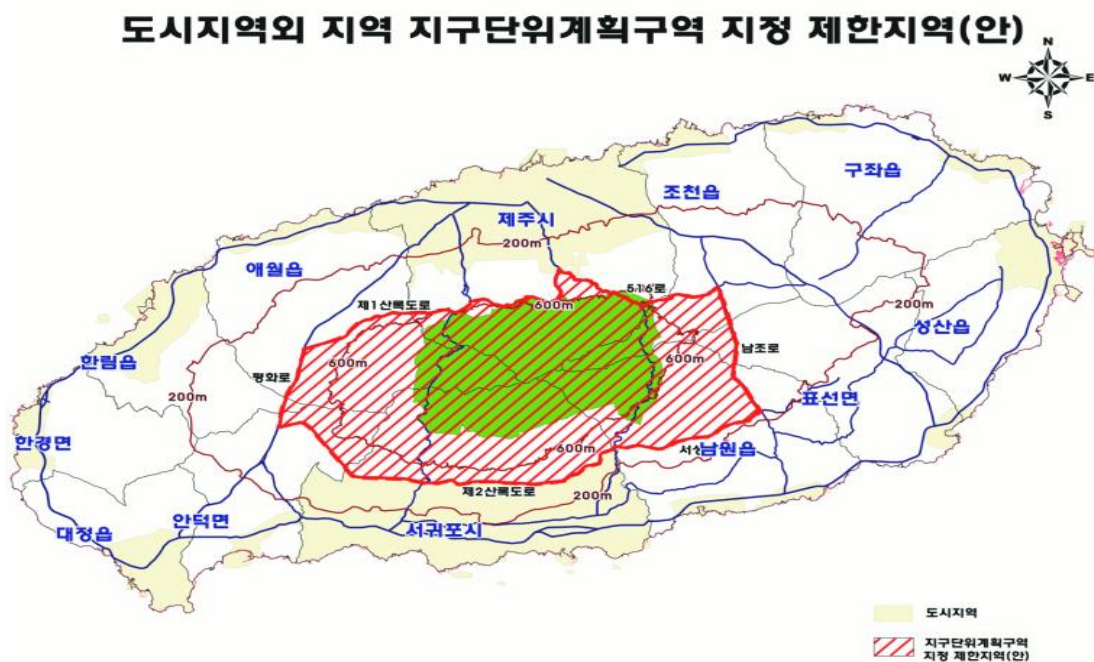 도시지역외 지역 지구단위계획구역 지정 제한지역(안)
N
W E
S
구좌읍
조천읍
제주시
200m
애월읍
516로
제1산록도로
600m
200m
성산읍
남조로
600m
600m
한림읍
평화로
200m
표선면
한경면
600m
남원읍
제2산록도로
200m
대정읍
안덕면
서귀포시
도시지역
지구단위계획구역
지정 제한지역(안)